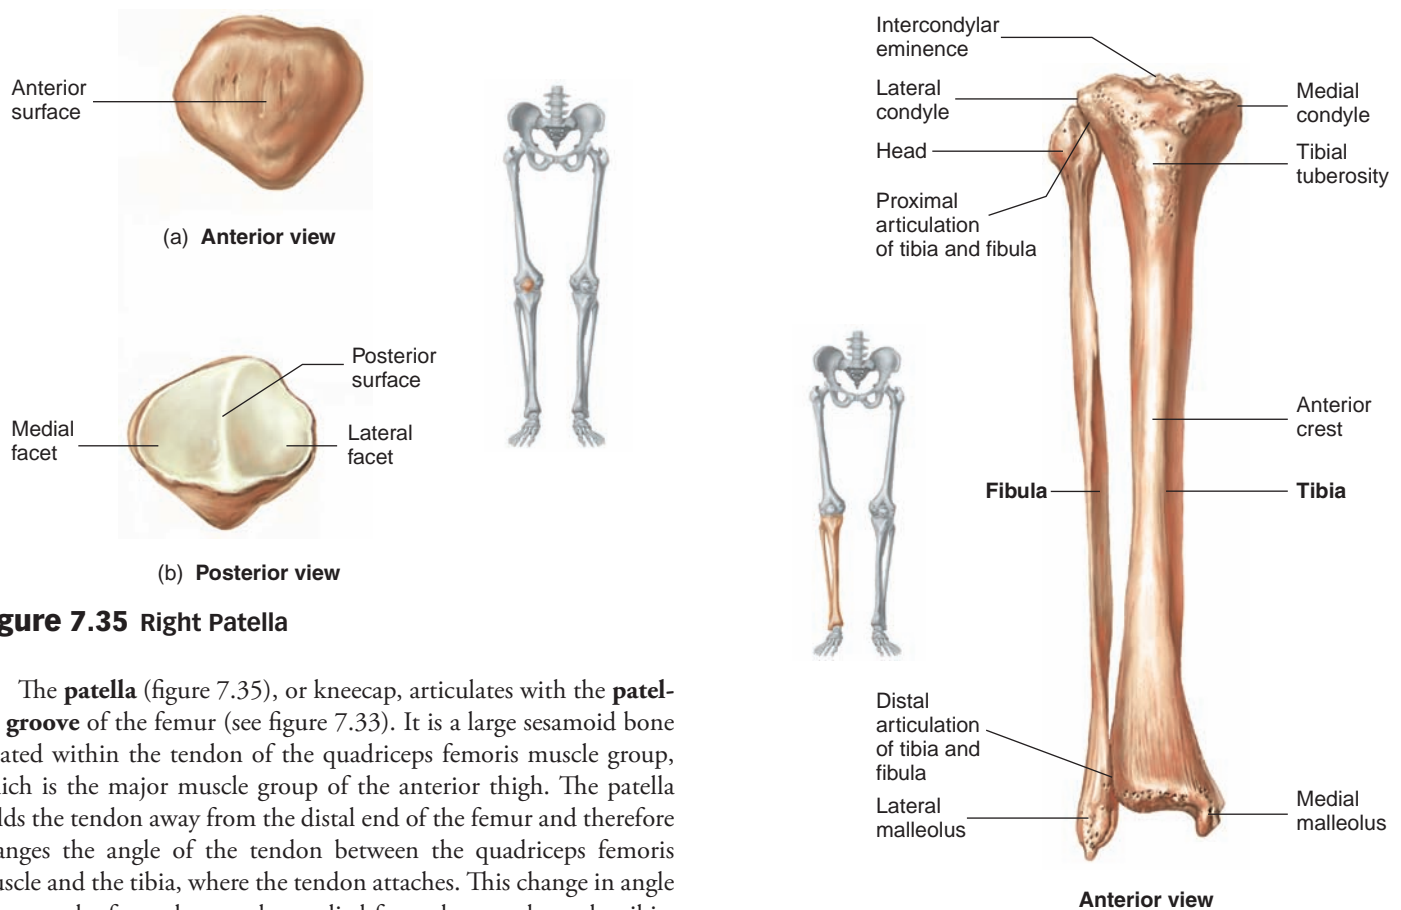 Anterior
surface
(a) Anterior view
Posterior
surface
Medial
facet
Lateral
facet
(b) Posterior view
gure 7.35 Right Patella
The patella (figure 7.35), or kneecap, articulates with the patel-
groove of the femur (see figure 7.33). It is a large sesamoid bone
ated within the tendon of the quadriceps femoris muscle group,
ich is the major muscle group of the anterior thigh. The patella
lds the tendon away from the distal end of the femur and therefore
anges the angle of the tendon between the quadriceps femoris
uscle and the tibia, where the tendon attaches. This change in angle
Intercondylar
eminence
Lateral
condyle
Head
Proximal
articulation
of tibia and fibula
Medial
condyle
Tibial
tuberosity
Anterior
crest
Fibula
Tibia
Distal
articulation
of tibia and
fibula
Lateral
malleolus
Medial
malleolus
Anterior view